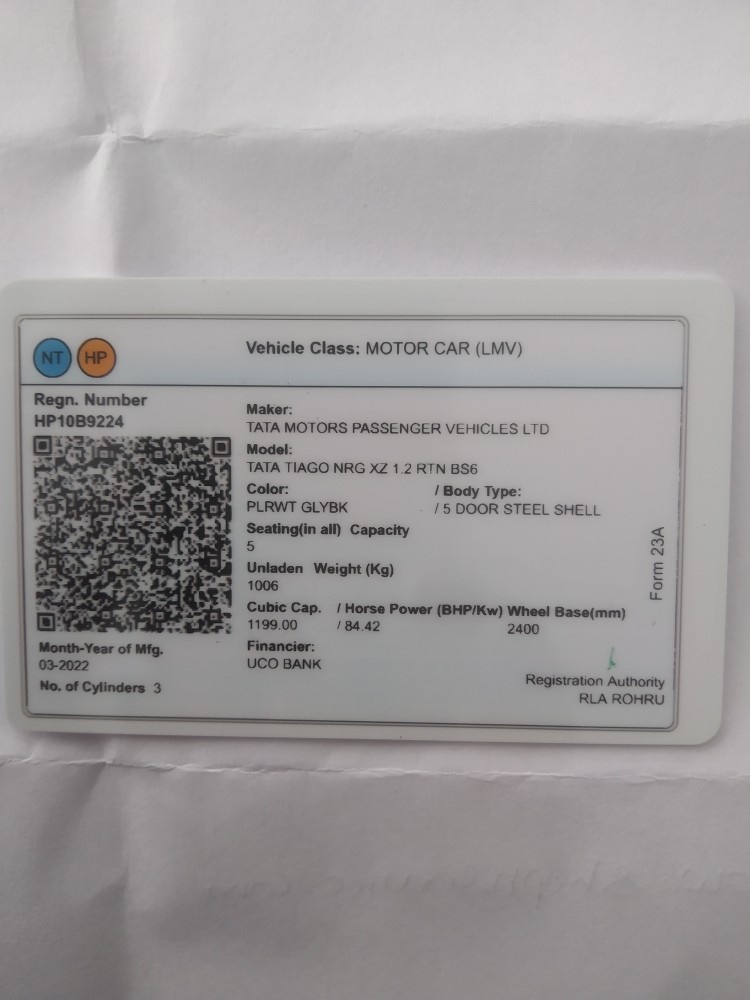 NT HP
Vehicle Class: MOTOR CAR (LMV)
Regn. Number
HP10B9224
Maker:
TATA MOTORS PASSENGER VEHICLES LTD
Model:
TATA TIAGO NRG XZ 1.2 RTN BS6
Color: / Body Type:
PLRWT GLYBK / 5 DOOR STEEL SHELL
Seating(in all) Capacity
5
Unladen Weight (Kg)
1006
Cubic Cap. / Horse Power (BHP/Kw) Wheel Base(mm)
1199.00 / 84.42 2400
Financier:
UCO BANK
Month-Year of Mfg.
03-2022
No. of Cylinders 3
Form 23A
Registration Authority
RLA ROHRU